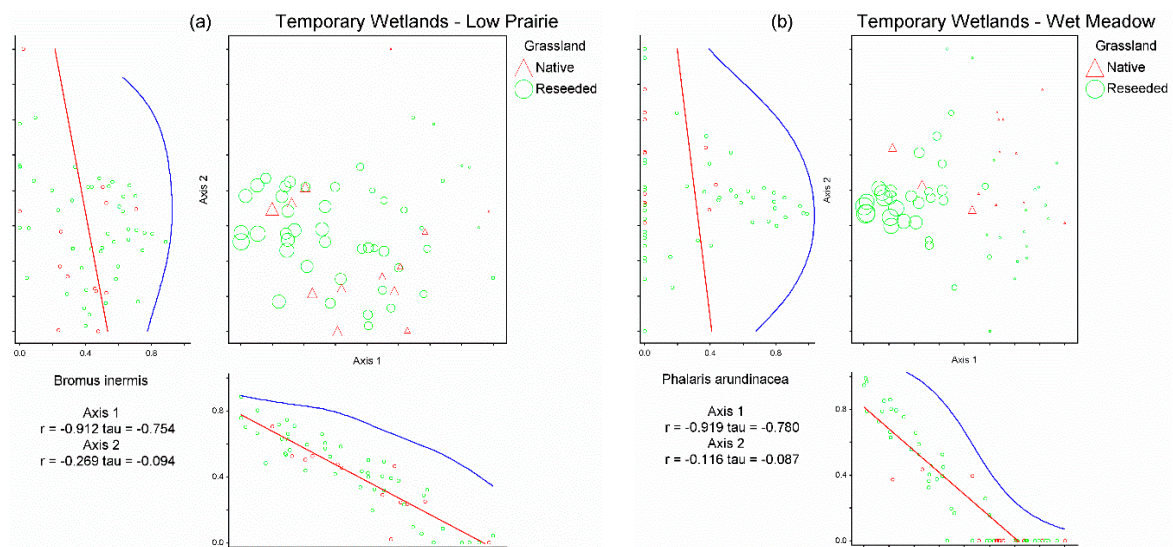 (a) Temporary Wetlands - Low Prairie
Grassland
Native
Reseeded
Axis 2
0.0 0.4 0.8
Axis 1
Bromus inermis
Axis 1
r = -0.912 tau = -0.754
Axis 2
r = -0.269 tau = -0.094
0.8
0.4
0.0
(b) Temporary Wetlands - Wet Meadow
Grassland
Native
Reseeded
Axis 2
0.0 0.4 0.8
Axis 1
Phalaris arundinacea
Axis 1
r = -0.919 tau = -0.780
Axis 2
r = -0.116 tau = -0.087
0.8
0.4
0.0